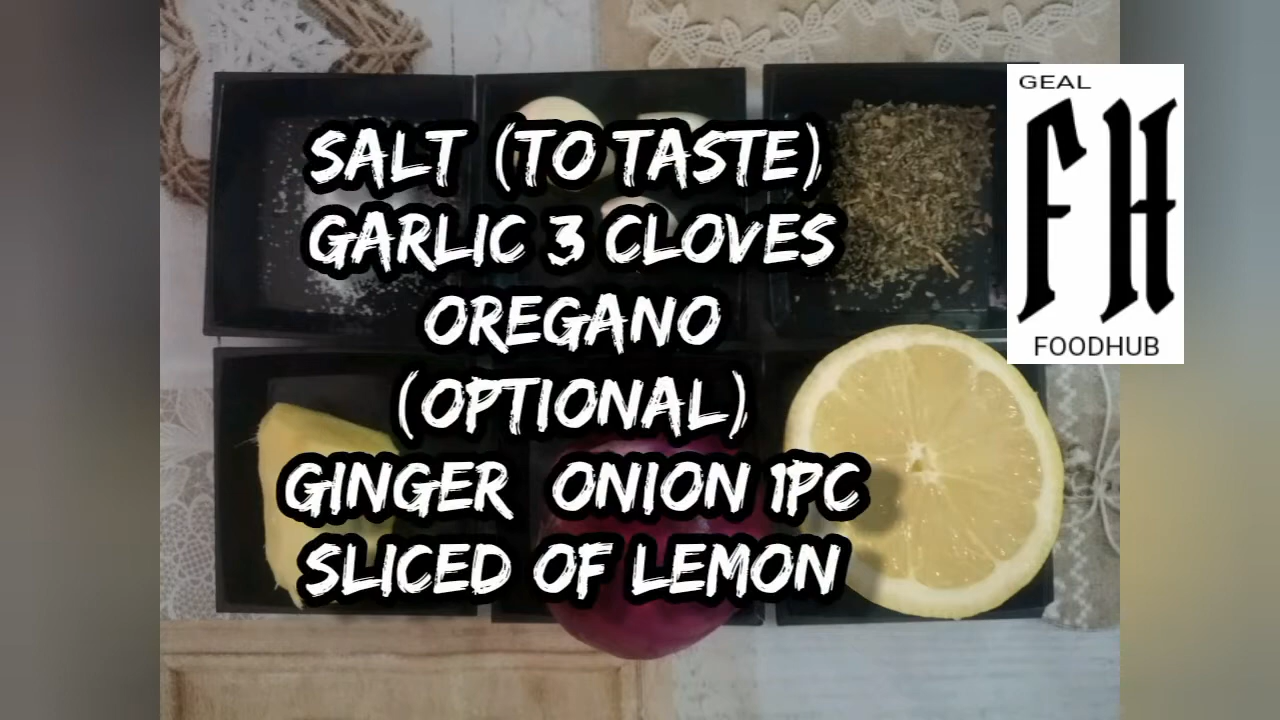 SALT (TO TASTE)
GARLIC 3 CLOVES
OREGANO
(OPTIONAL)
GINGER ONION 1PC
SLICED OF LEMON
GEAL
FH
FOODHUB